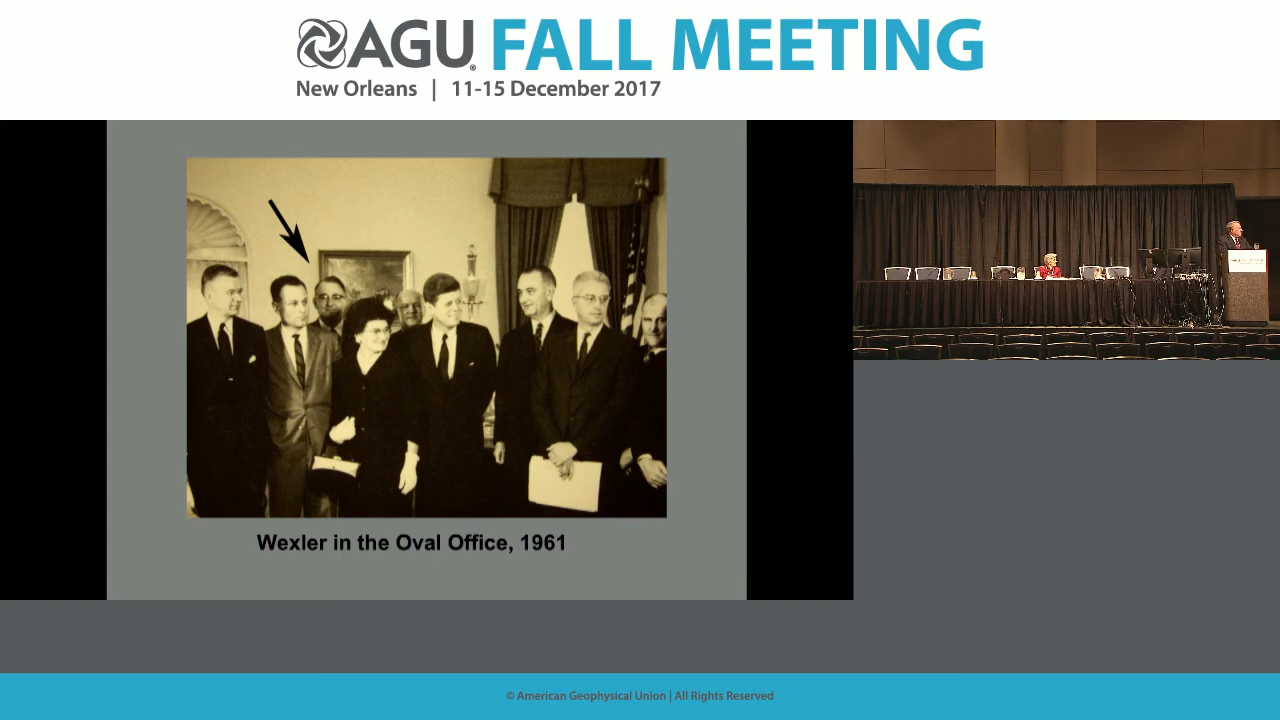 AGU FALL MEETING
New Orleans | 11-15 December 2017
Wexler in the Oval Office, 1961
© American Geophysical Union | All Rights Reserved